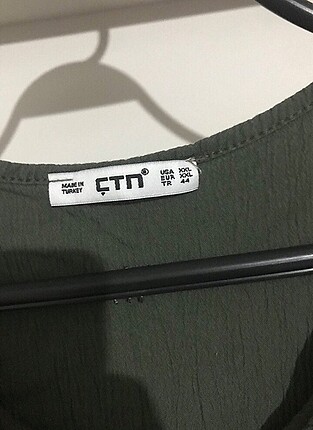 MADE IN
TURKEY
ÇTN®
USA XXL
EUR XXL
TR 44